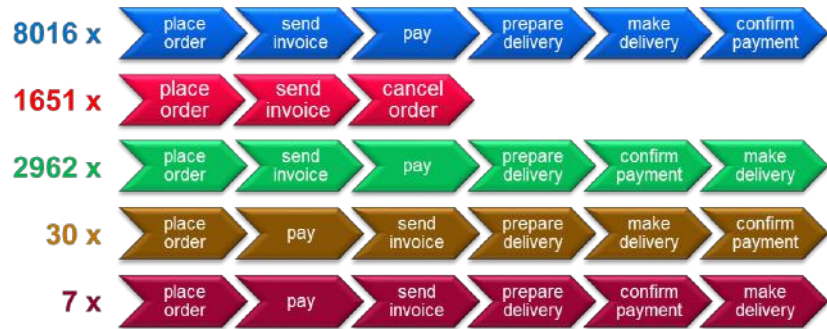 8016 x place order send invoice pay prepare delivery make delivery confirm payment
1651 x place order send invoice cancel order
2962 x place order send invoice pay prepare delivery confirm payment make delivery
30 x place order pay send invoice prepare delivery make delivery confirm payment
7 x place order pay send invoice prepare delivery confirm payment make delivery